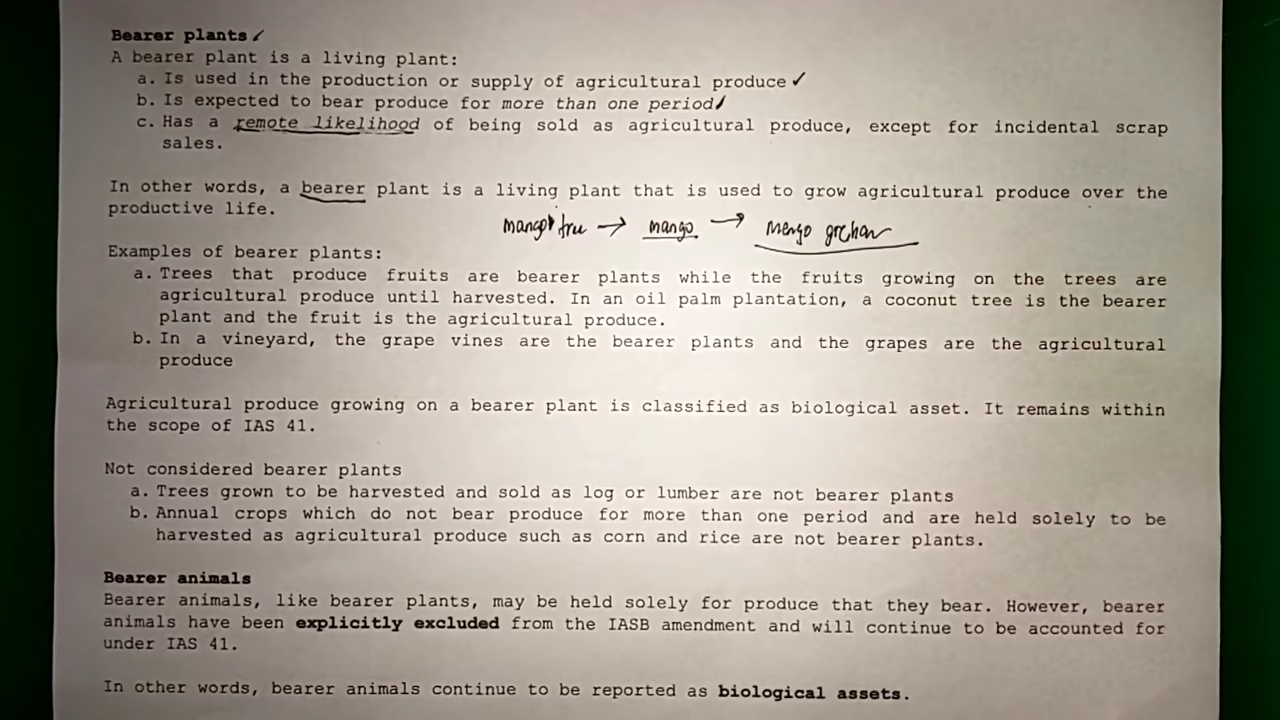 Bearer plants
A bearer plant is a living plant:
a. Is used in the production or supply of agricultural produce
b. Is expected to bear produce for more than one period
c. Has a remote likelihood of being sold as agricultural produce, except for incidental scrap
sales.
In other words, a bearer plant is a living plant that is used to grow agricultural produce over the
productive life.
mango tree → mango → mango
Examples of bearer plants:
a. Trees that produce fruits are bearer plants while the fruits growing on the trees are
agricultural produce until harvested. In an oil palm plantation, a coconut tree is the bearer
plant and the fruit is the agricultural produce.
b. In a vineyard, the grape vines are the bearer plants and the grapes are the agricultural
produce
Agricultural produce growing on a bearer plant is classified as biological asset. It remains within
the scope of IAS 41.
Not considered bearer plants
a. Trees grown to be harvested and sold as log or lumber are not bearer plants
b. Annual crops which do not bear produce for more than one period and are held solely to be
harvested as agricultural produce such as corn and rice are not bearer plants.
Bearer animals
Bearer animals, like bearer plants, may be held solely for produce that they bear. However, bearer
animals have been explicitly excluded from the IASB amendment and will continue to be accounted for
under IAS 41.
In other words, bearer animals continue to be reported as biological assets.